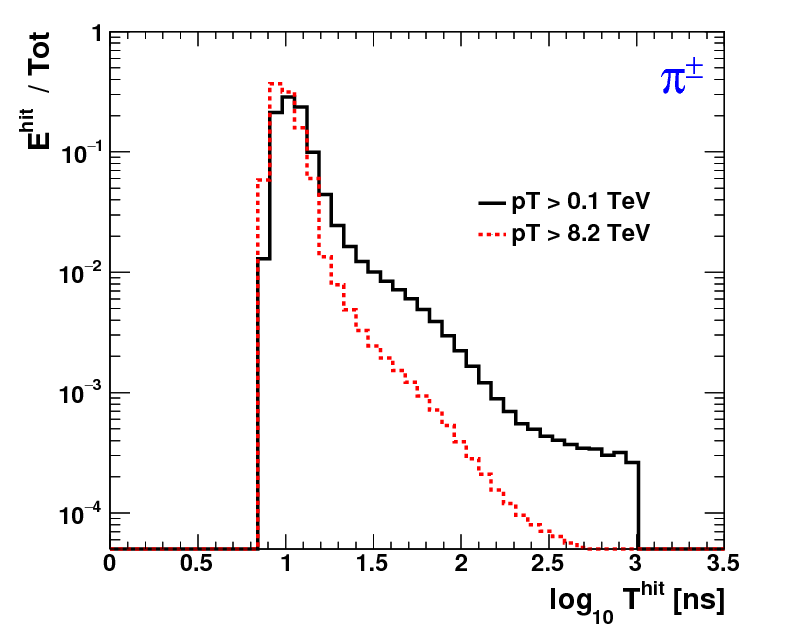 E^hit / Tot
π±
1
10⁻¹
10⁻²
10⁻³
10⁻⁴
pT > 0.1 TeV
pT > 8.2 TeV
0 0.5 1 1.5 2 2.5 3 3.5
log₁₀ T^hit [ns]